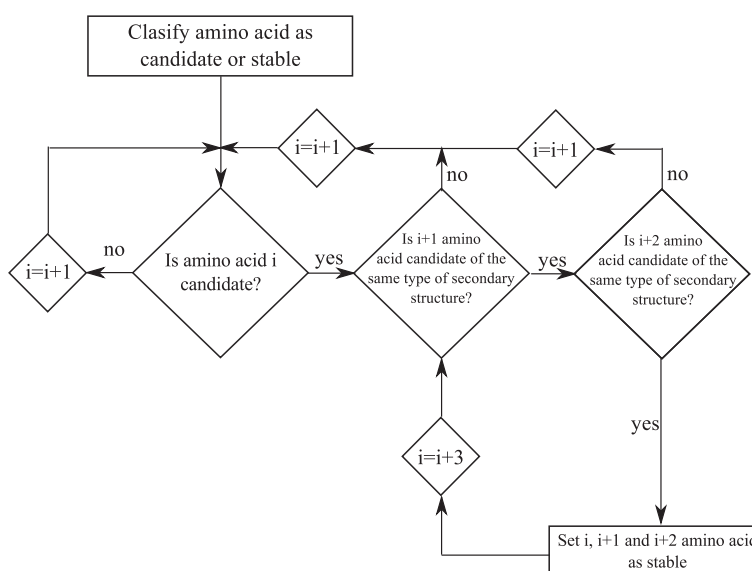 Clasify amino acid as
candidate or stable
i=i+1
i=i+1
no
no
no
i=i+1
Is amino acid i
candidate?
yes
Is i+1 amino
acid candidate of the
same type of secondary
structure?
yes
Is i+2 amino
acid candidate of the
same type of secondary
structure?
yes
i=i+3
Set i, i+1 and i+2 amino acid
as stable